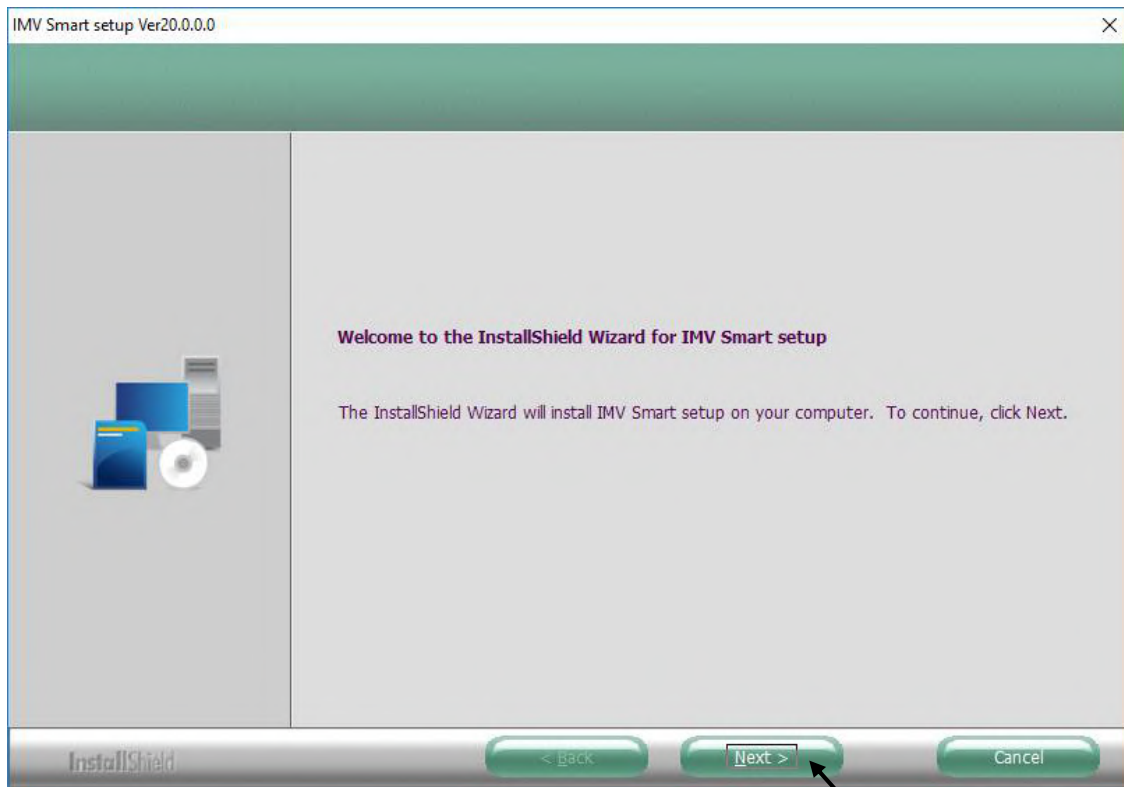 IMV Smart setup Ver20.0.0.0
Welcome to the InstallShield Wizard for IMV Smart setup
The InstallShield Wizard will install IMV Smart setup on your computer. To continue, click Next.
InstallShield
< Back
Next >
Cancel